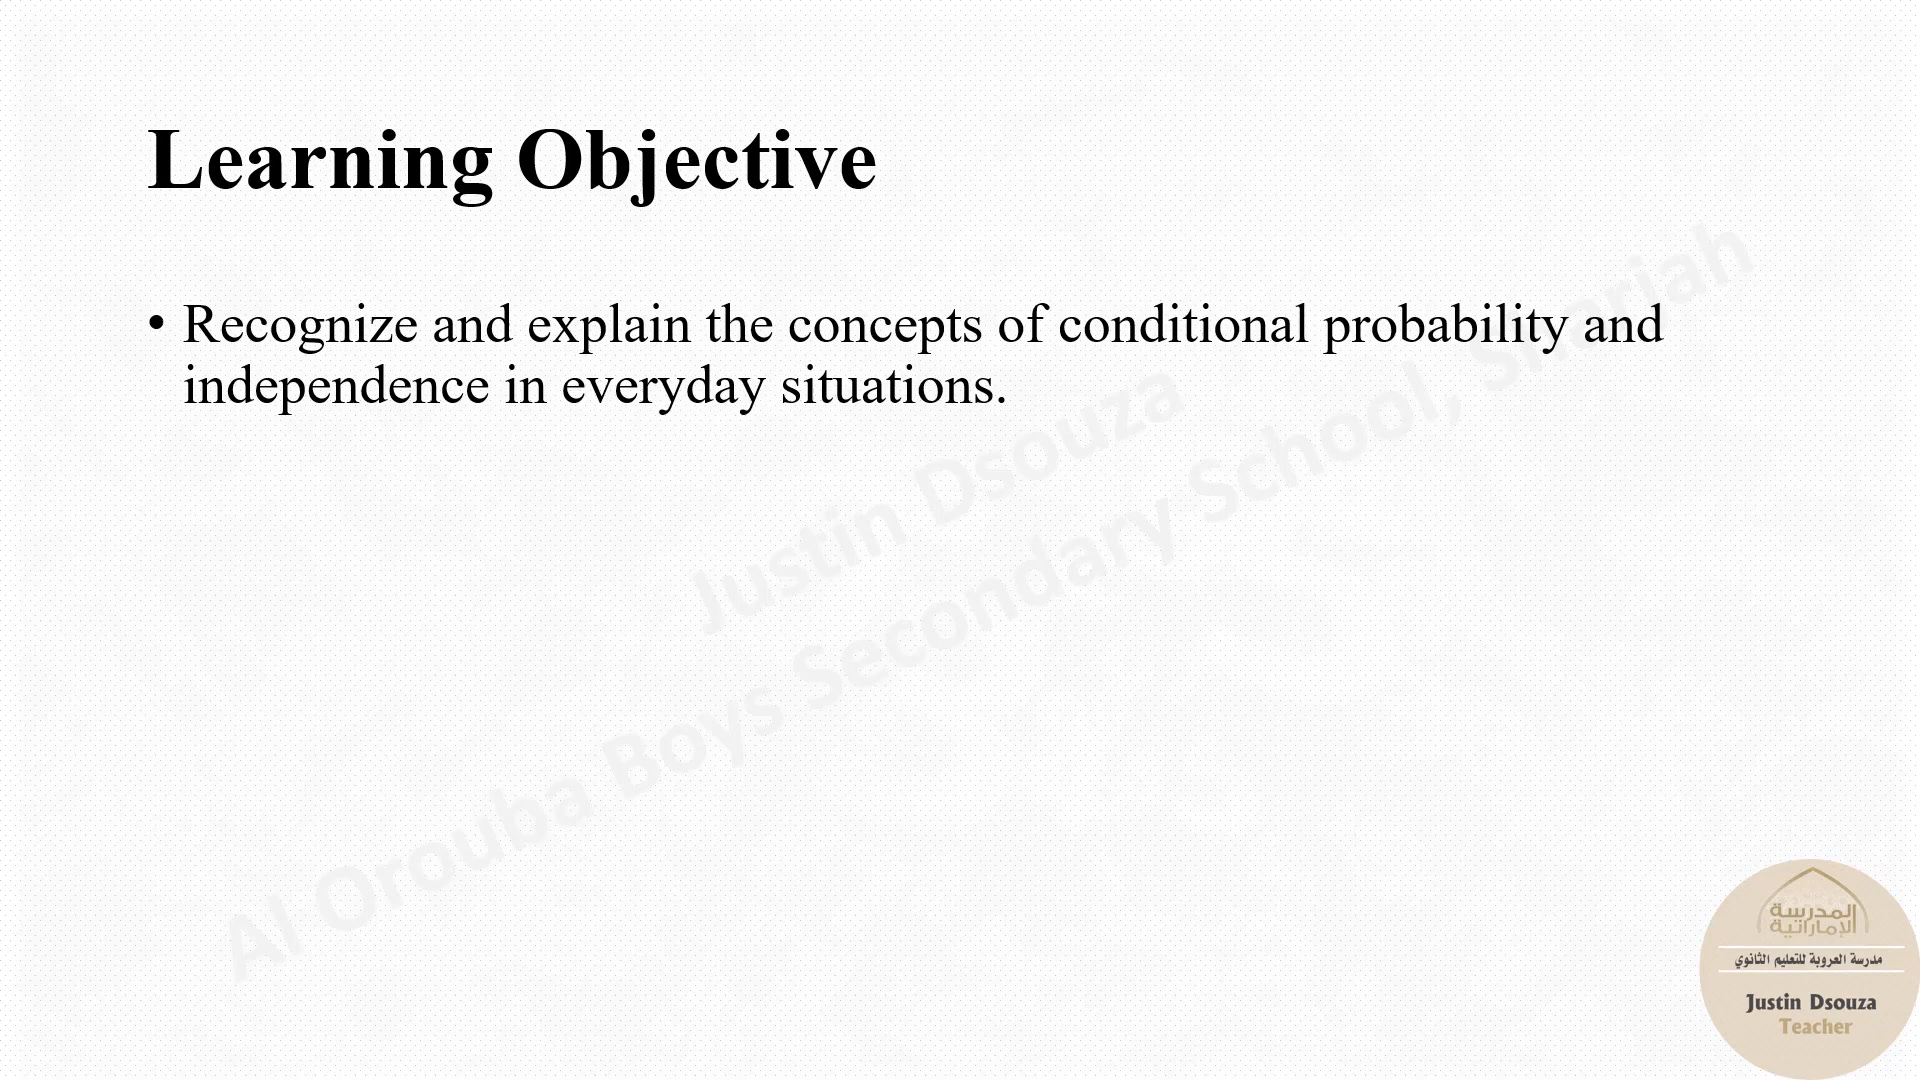 Learning Objective
• Recognize and explain the concepts of conditional probability and
independence in everyday situations.
Justin Dsouza
Al Orouba Boys Secondary School, Sharjah
المدرسة
الإماراتية
مدرسة العروبة للتعليم الثانوي
Justin Dsouza
Teacher